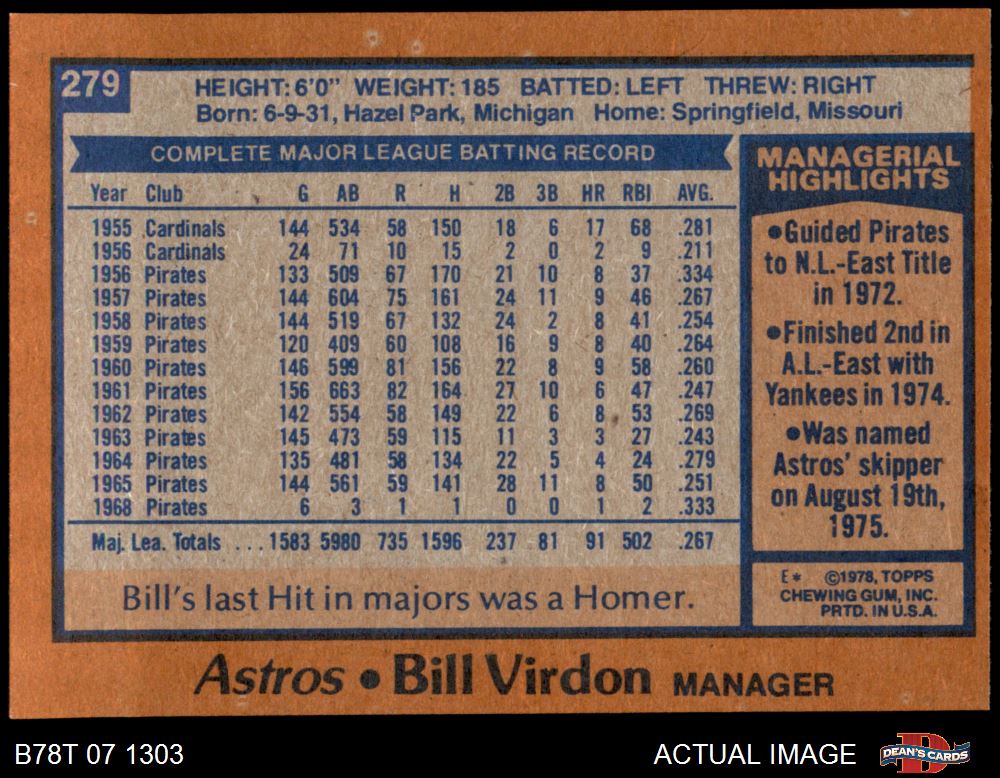 279
HEIGHT: 6'0" WEIGHT: 185 BATTED: LEFT THREW: RIGHT
Born: 6-9-31, Hazel Park, Michigan Home: Springfield, Missouri
COMPLETE MAJOR LEAGUE BATTING RECORD
Year Club G AB R H 2B 3B HR RBI AVG.
1955 Cardinals 144 534 58 150 18 6 17 68 .281
1956 Cardinals 24 71 10 15 2 0 2 9 .211
1956 Pirates 133 509 67 170 21 10 8 37 .334
1957 Pirates 144 604 75 161 24 11 9 46 .267
1958 Pirates 144 519 67 132 24 2 8 41 .254
1959 Pirates 120 409 60 108 16 9 8 40 .264
1960 Pirates 146 599 81 156 22 8 9 58 .260
1961 Pirates 156 663 82 164 27 10 6 47 .247
1962 Pirates 142 554 58 149 22 6 8 53 .269
1963 Pirates 145 473 59 115 11 3 3 27 .243
1964 Pirates 135 481 58 134 22 5 4 24 .279
1965 Pirates 144 561 59 141 28 11 8 50 .251
1968 Pirates 6 3 1 1 0 0 1 2 .333
Maj. Lea. Totals ...1583 5980 735 1596 237 81 91 502 .267
Bill's last Hit in majors was a Homer.
MANAGERIAL
HIGHLIGHTS
•Guided Pirates
to N.L.-East Title
in 1972.
•Finished 2nd in
A.L.-East with
Yankees in 1974.
•Was named
Astros' skipper
on August 19th,
1975.
E* ©1978, TOPPS
CHEWING GUM, INC.
PRTD. IN U.S.A.
Astros • Bill Virdon MANAGER
B78T 07 1303
ACTUAL IMAGE
D
DEAN'S CARDS